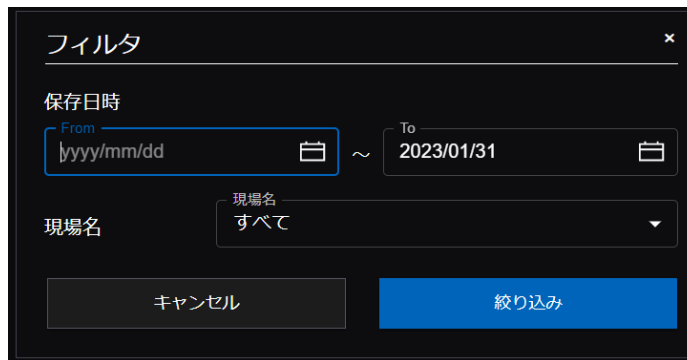 フィルタ ×
保存日時
From
yyyy/mm/dd
～
To
2023/01/31
現場名
現場名
すべて
キャンセル
絞り込み